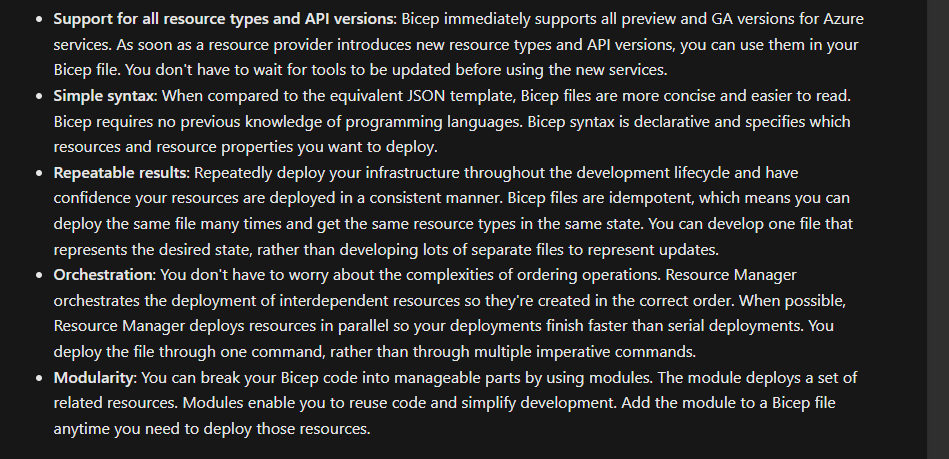 • Support for all resource types and API versions: Bicep immediately supports all preview and GA versions for Azure
services. As soon as a resource provider introduces new resource types and API versions, you can use them in your
Bicep file. You don't have to wait for tools to be updated before using the new services.
• Simple syntax: When compared to the equivalent JSON template, Bicep files are more concise and easier to read.
Bicep requires no previous knowledge of programming languages. Bicep syntax is declarative and specifies which
resources and resource properties you want to deploy.
• Repeatable results: Repeatedly deploy your infrastructure throughout the development lifecycle and have
confidence your resources are deployed in a consistent manner. Bicep files are idempotent, which means you can
deploy the same file many times and get the same resource types in the same state. You can develop one file that
represents the desired state, rather than developing lots of separate files to represent updates.
• Orchestration: You don't have to worry about the complexities of ordering operations. Resource Manager
orchestrates the deployment of interdependent resources so they're created in the correct order. When possible,
Resource Manager deploys resources in parallel so your deployments finish faster than serial deployments. You
deploy the file through one command, rather than through multiple imperative commands.
• Modularity: You can break your Bicep code into manageable parts by using modules. The module deploys a set of
related resources. Modules enable you to reuse code and simplify development. Add the module to a Bicep file
anytime you need to deploy those resources.